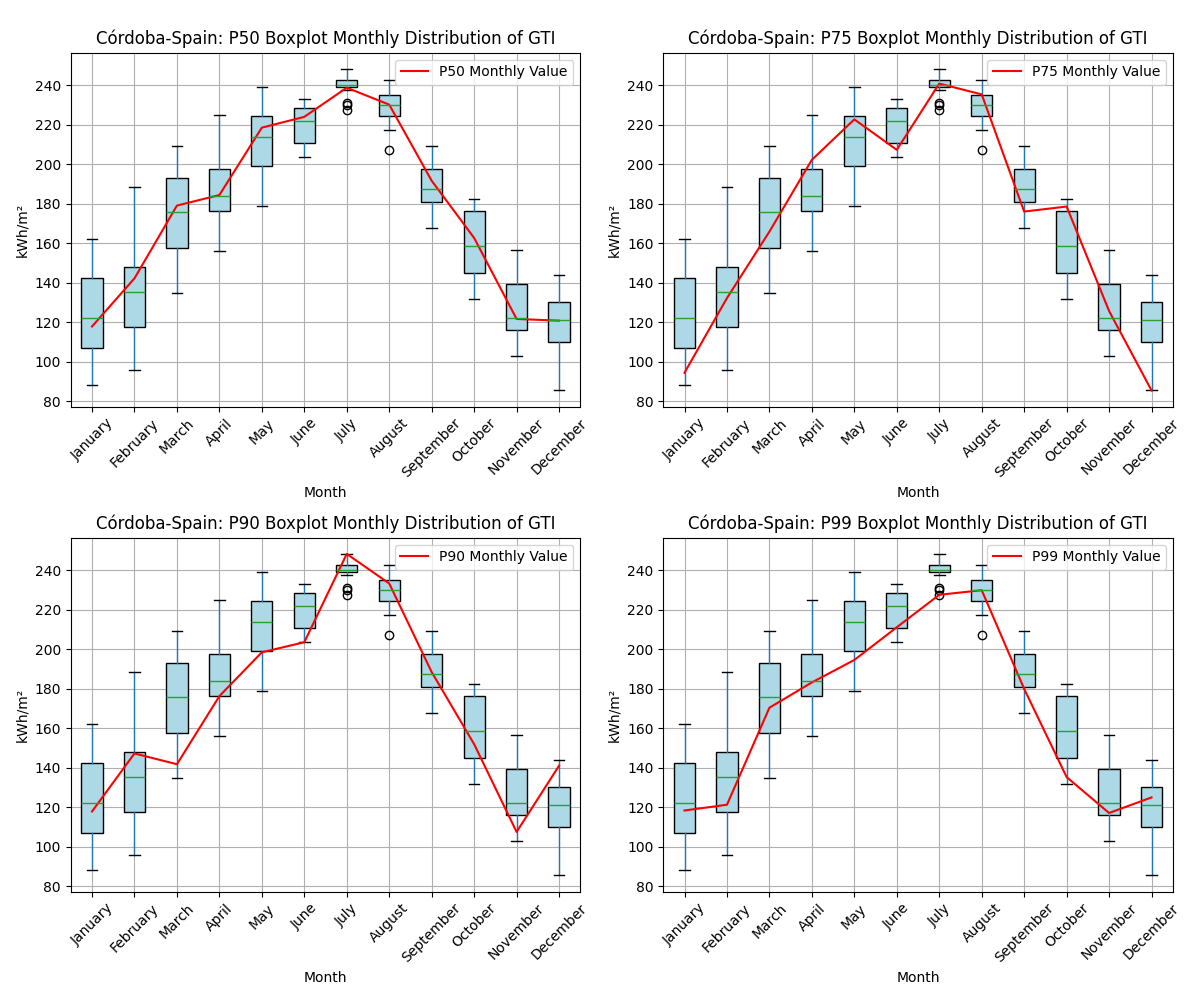 Córdoba-Spain: P50 Boxplot Monthly Distribution of GTI
P50 Monthly Value
kWh/m²
240
220
200
180
160
140
120
100
80
January
February
March
April
May
June
July
August
September
October
November
December
Month
Córdoba-Spain: P75 Boxplot Monthly Distribution of GTI
P75 Monthly Value
kWh/m²
240
220
200
180
160
140
120
100
80
January
February
March
April
May
June
July
August
September
October
November
December
Month
Córdoba-Spain: P90 Boxplot Monthly Distribution of GTI
P90 Monthly Value
kWh/m²
240
220
200
180
160
140
120
100
80
January
February
March
April
May
June
July
August
September
October
November
December
Month
Córdoba-Spain: P99 Boxplot Monthly Distribution of GTI
P99 Monthly Value
kWh/m²
240
220
200
180
160
140
120
100
80
January
February
March
April
May
June
July
August
September
October
November
December
Month